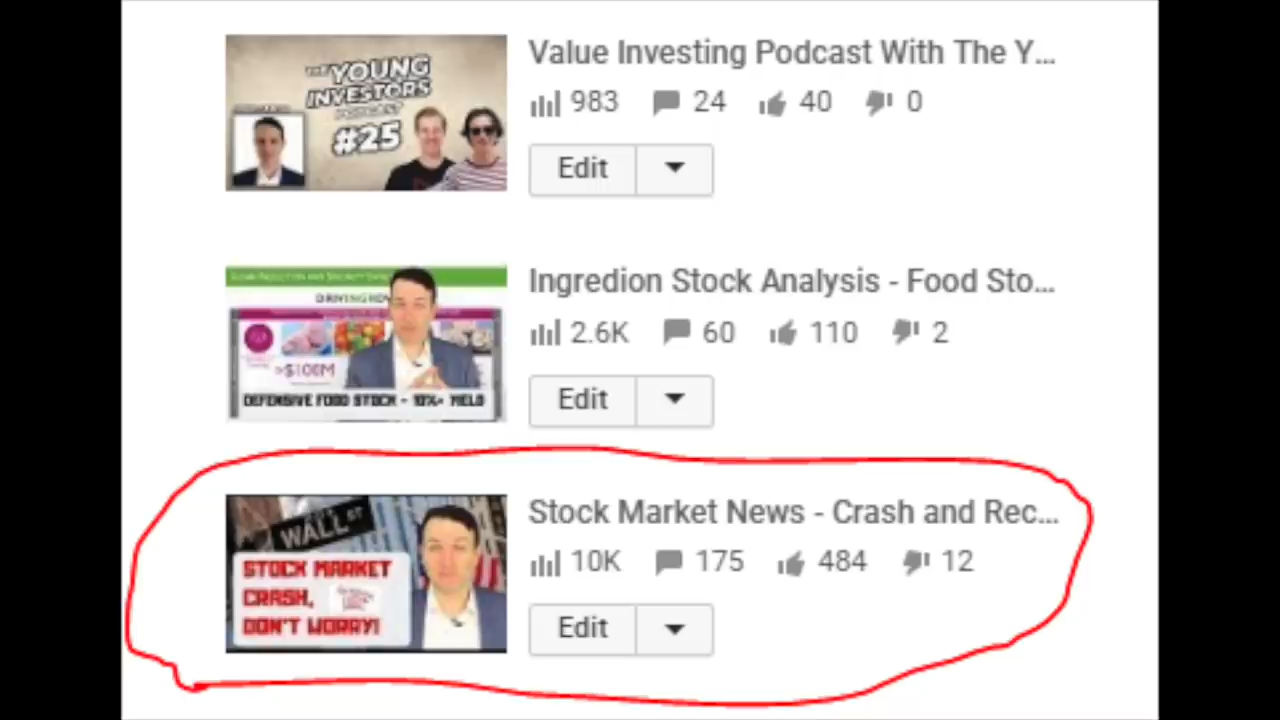 THE YOUNG
INVESTORS
PODCAST
#25
Value Investing Podcast With The Y...
983 24 40 0
Edit
Ingredion Stock Analysis - Food Sto...
2.6K 60 110 2
Edit
>$100M
DEFENSIVE FOOD STOCK - 10%+ YIELD
Stock Market News - Crash and Rec...
10K 175 484 12
Edit
WALL ST
STOCK MARKET
CRASH,
DON'T WORRY!